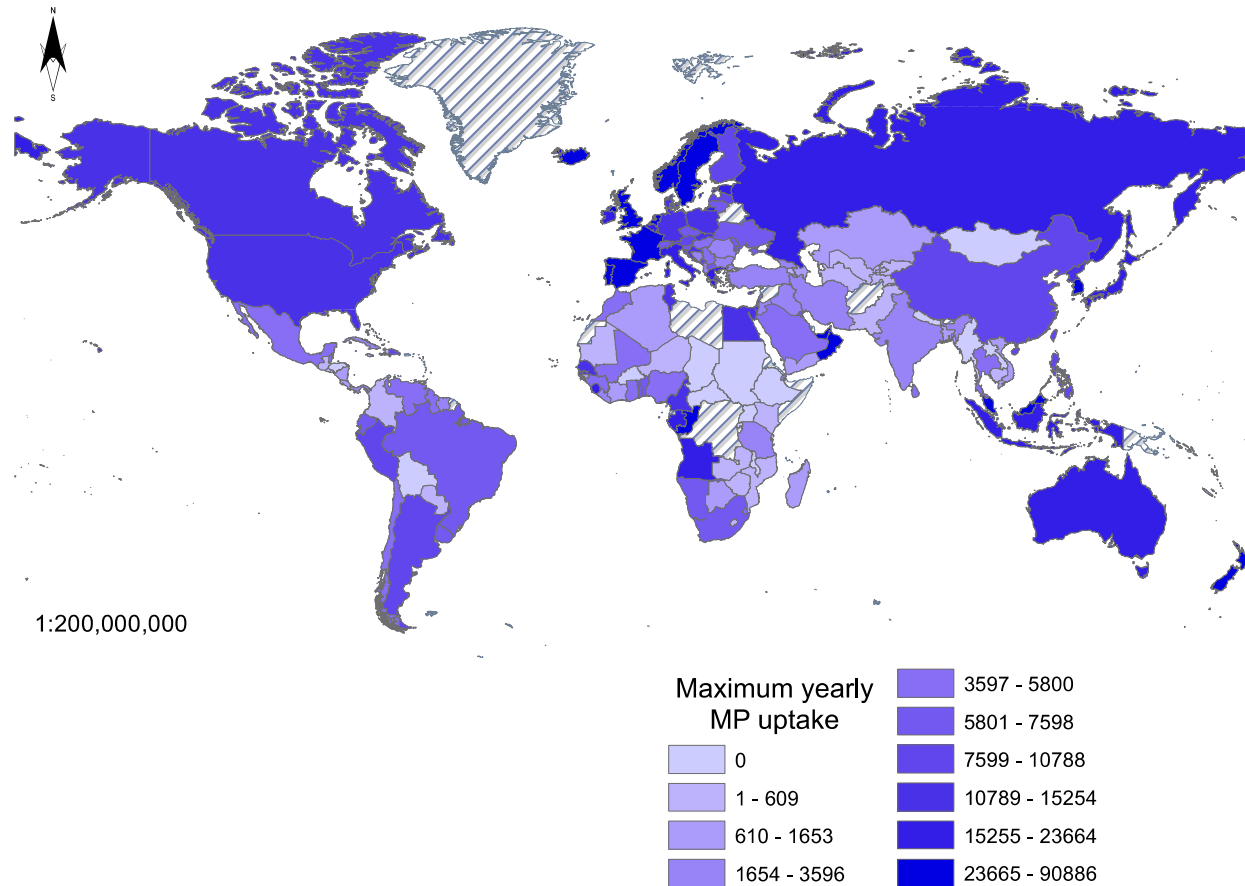 N
S
1:200,000,000
Maximum yearly
MP uptake
0
1 - 609
610 - 1653
1654 - 3596
3597 - 5800
5801 - 7598
7599 - 10788
10789 - 15254
15255 - 23664
23665 - 90886